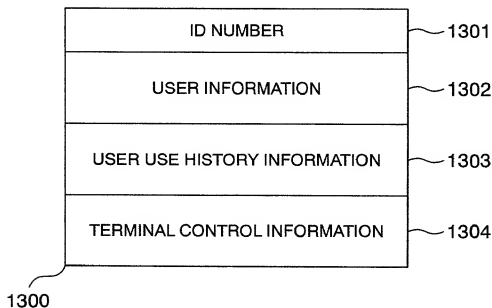 ID NUMBER 1301
USER INFORMATION 1302
USER USE HISTORY INFORMATION 1303
TERMINAL CONTROL INFORMATION 1304
1300